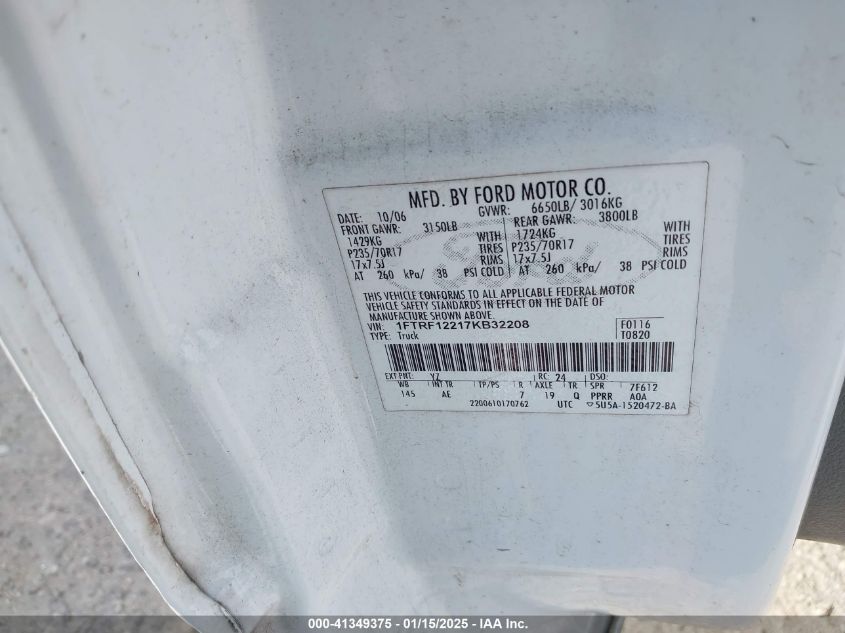 MFD. BY FORD MOTOR CO.
DATE: 10/06 GVWR: 6650LB/ 3016KG
FRONT GAWR: 3150LB REAR GAWR: 3800LB
1429KG WITH 1724KG WITH
P235/70R17 TIRES P235/70R17 TIRES
17x7.5J RIMS 17x7.5J RIMS
AT 260 kPa/ 38 PSI COLD AT 260 kPa/ 38 PSI COLD
Ford
THIS VEHICLE CONFORMS TO ALL APPLICABLE FEDERAL MOTOR
VEHICLE SAFETY STANDARDS IN EFFECT ON THE DATE OF
MANUFACTURE SHOWN ABOVE.
VIN: 1FTRF12217KB32208 F0116
TYPE: Truck T0820
EXT PNT: YZ RC: 24 DSO:
WB INT TR TP/PS R AXLE TR SPR 7F612
145 AE 7 19 Q PPRR A0A
2200610170762 UTC 5U5A-1520472-BA
000-41349375 - 01/15/2025 - IAA Inc.